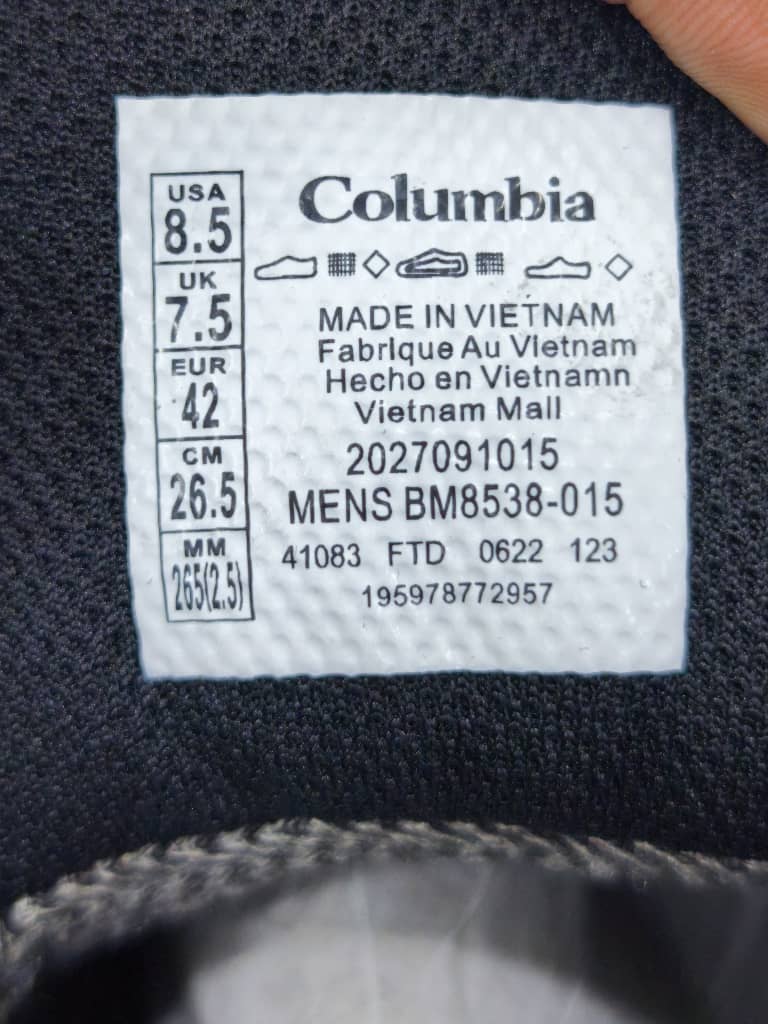 USA
8.5
UK
7.5
EUR
42
CM
26.5
MM
265(2.5)
Columbia
MADE IN VIETNAM
Fabrique Au Vietnam
Hecho en Vietnamn
Vietnam Mall
2027091015
MENS BM8538-015
41083 FTD 0622 123
195978772957